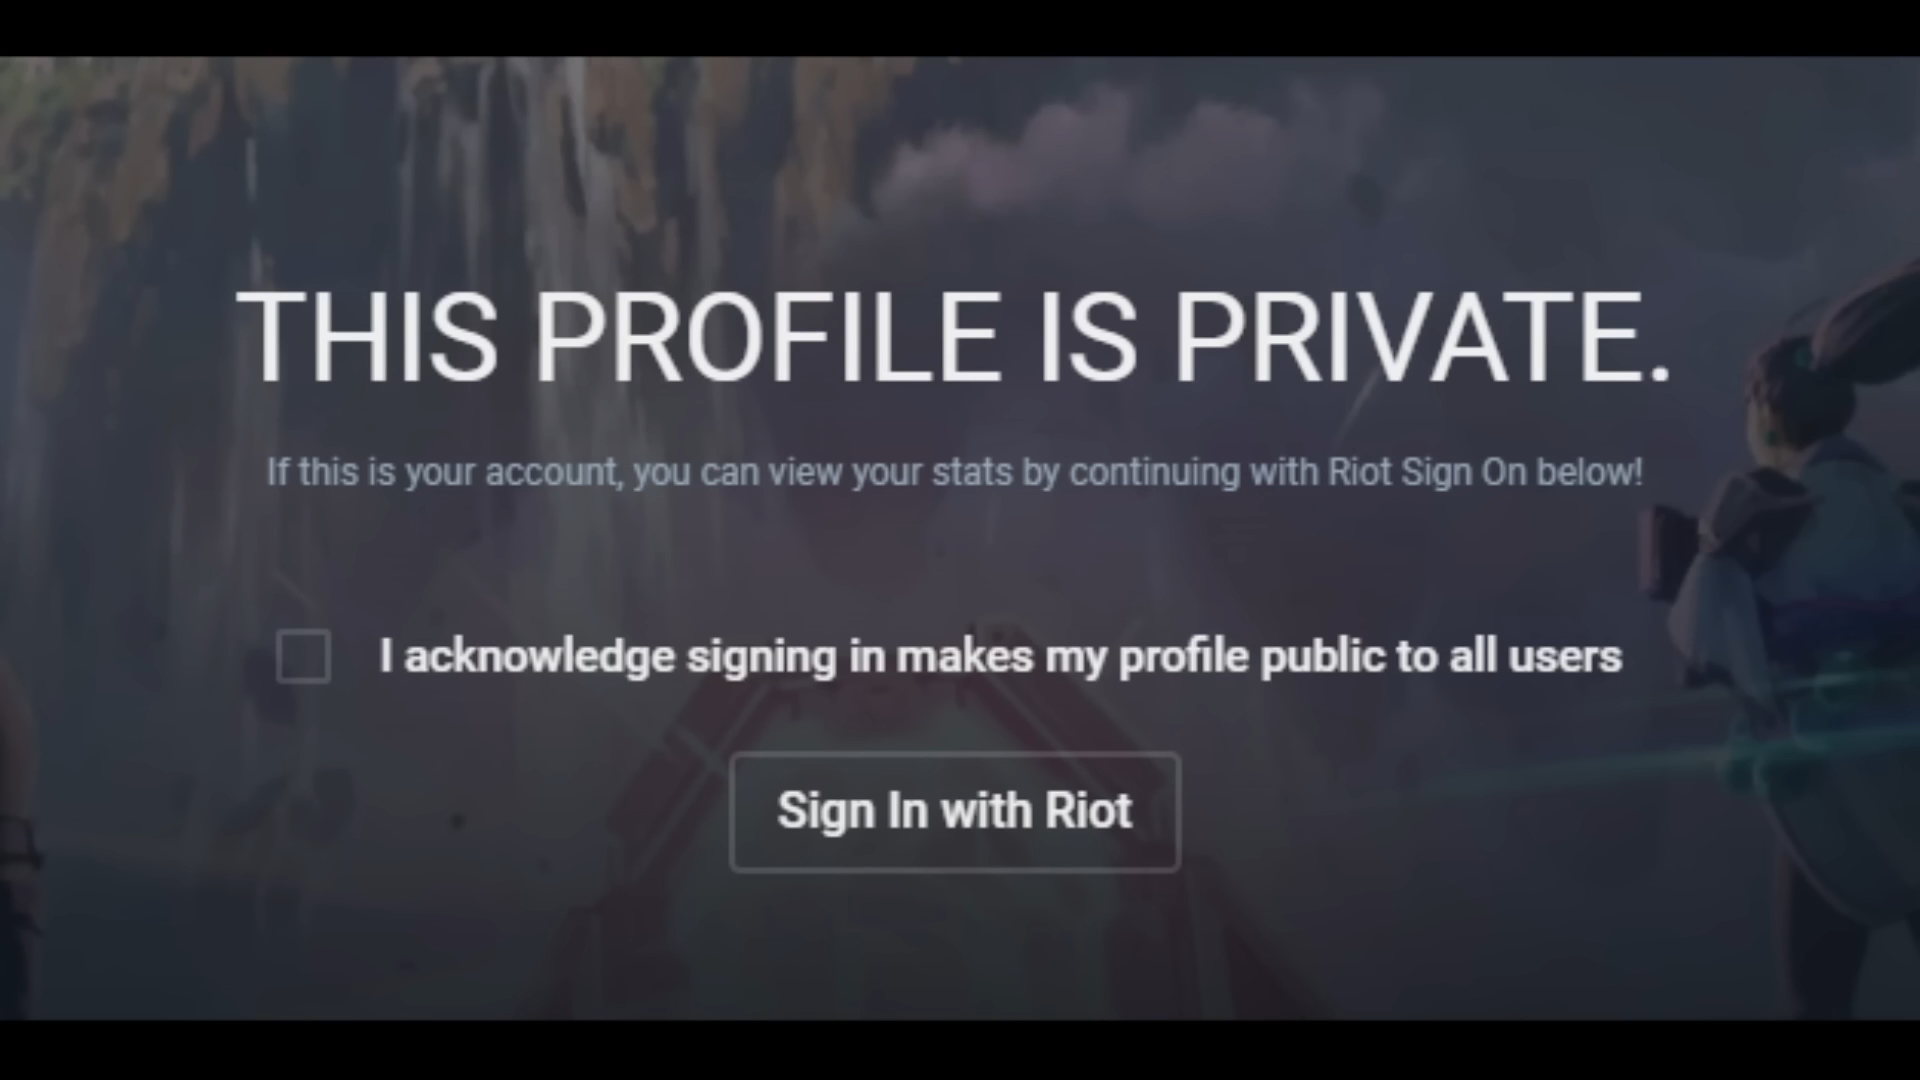 THIS PROFILE IS PRIVATE.
If this is your account, you can view your stats by continuing with Riot Sign On below!
I acknowledge signing in makes my profile public to all users
Sign In with Riot